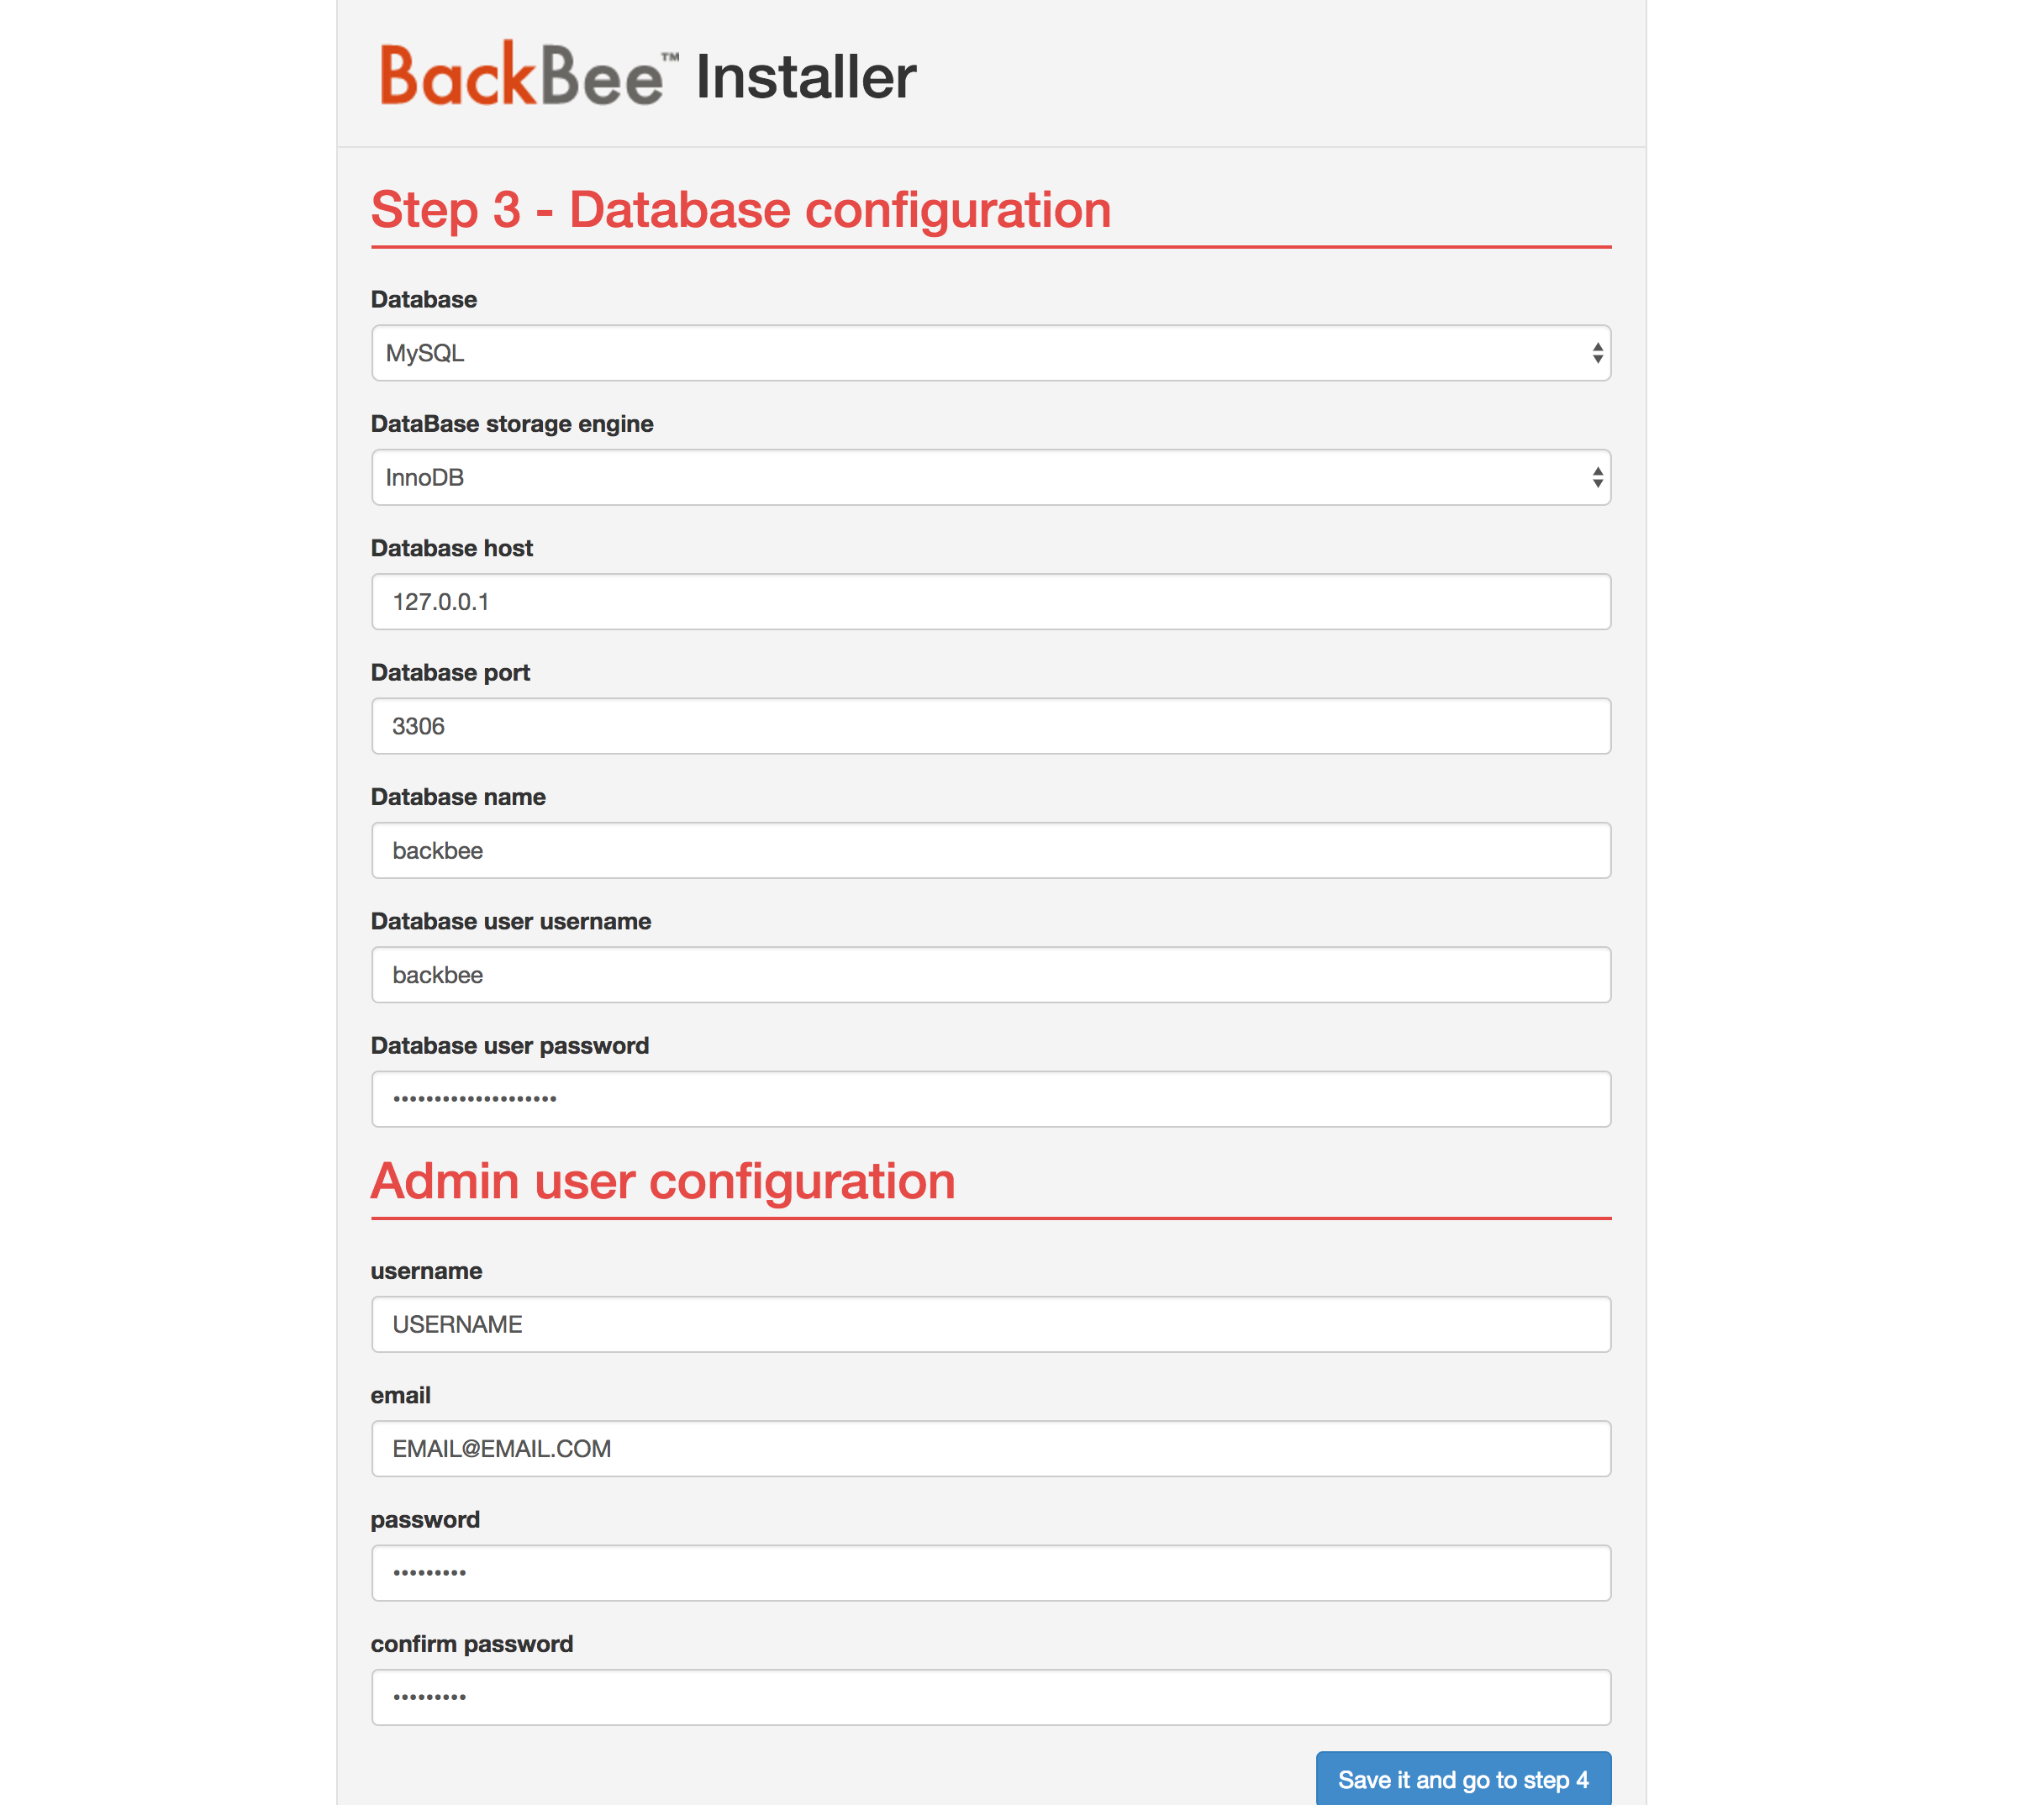 BackBee™ Installer
Step 3 - Database configuration
Database
MySQL
DataBase storage engine
InnoDB
Database host
127.0.0.1
Database port
3306
Database name
backbee
Database user username
backbee
Database user password
••••••••••••••••••••
Admin user configuration
username
USERNAME
email
EMAIL@EMAIL.COM
password
•••••••••
confirm password
•••••••••
Save it and go to step 4